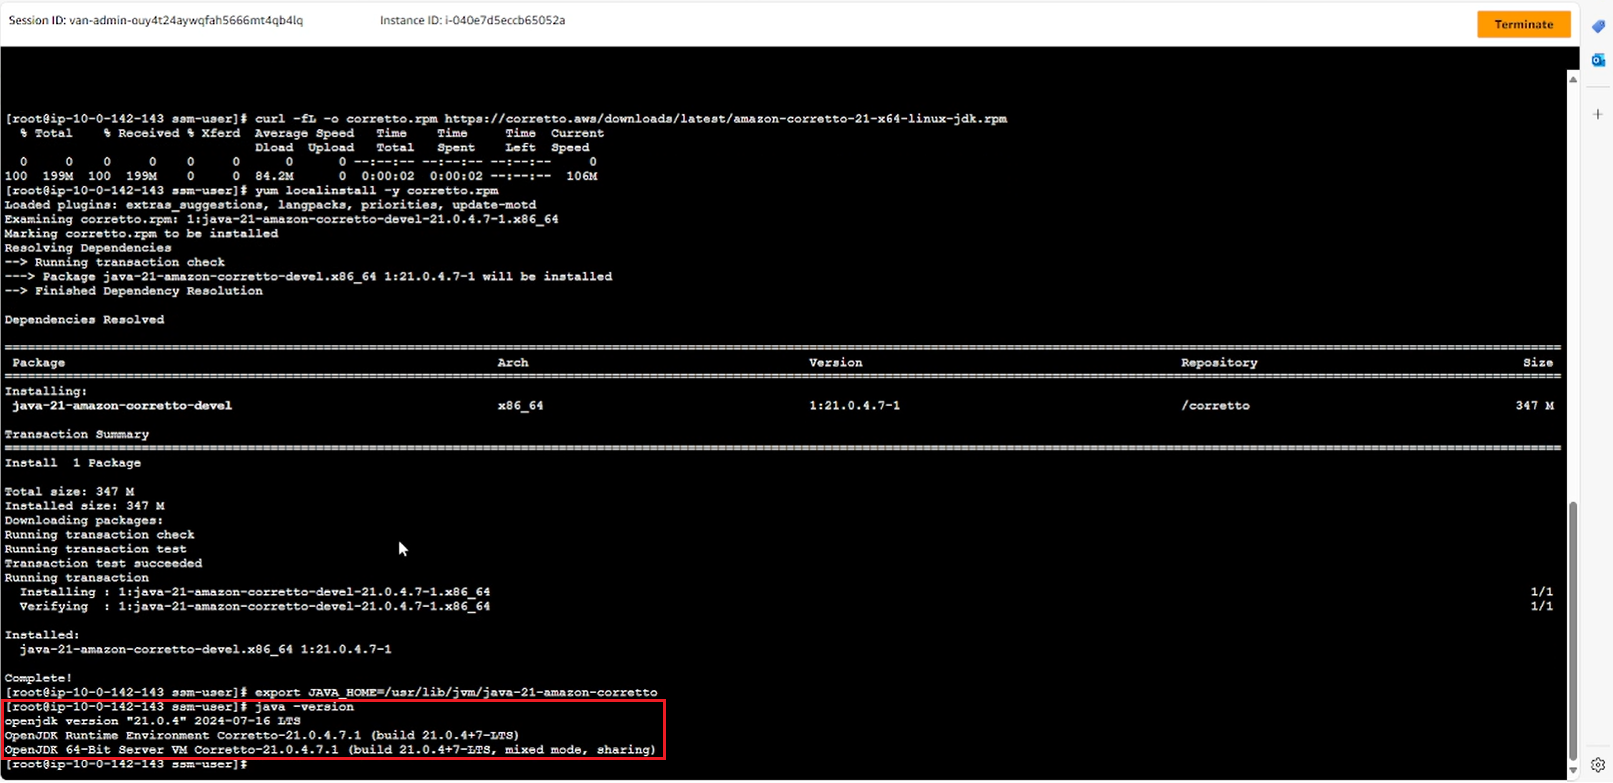 Session ID: van-admin-ouy4t24aywqfah5666mt4qb4lq Instance ID: i-040e7d5eccb65052a Terminate
[root@ip-10-0-142-143 ssm-user]# curl -fL -o corretto.rpm https://corretto.aws/downloads/latest/amazon-corretto-21-x64-linux-jdk.rpm
% Total % Received % Xferd Average Speed Time Time Time Current
Dload Upload Total Spent Left Speed
0 0 0 0 0 0 0 0 --:--:-- --:--:-- --:--:-- 0
100 199M 100 199M 0 0 84.2M 0 0:00:02 0:00:02 --:--:-- 106M
[root@ip-10-0-142-143 ssm-user]# yum localinstall -y corretto.rpm
Loaded plugins: extras_suggestions, langpacks, priorities, update-motd
Examining corretto.rpm: 1:java-21-amazon-corretto-devel-21.0.4.7-1.x86_64
Marking corretto.rpm to be installed
Resolving Dependencies
--> Running transaction check
---> Package java-21-amazon-corretto-devel.x86_64 1:21.0.4.7-1 will be installed
--> Finished Dependency Resolution
Dependencies Resolved
Package Arch Version Repository Size
Installing:
java-21-amazon-corretto-devel x86_64 1:21.0.4.7-1 /corretto 347 M
Transaction Summary
Install 1 Package
Total size: 347 M
Installed size: 347 M
Downloading packages:
Running transaction check
Running transaction test
Transaction test succeeded
Running transaction
Installing : 1:java-21-amazon-corretto-devel-21.0.4.7-1.x86_64 1/1
Verifying : 1:java-21-amazon-corretto-devel-21.0.4.7-1.x86_64 1/1
Installed:
java-21-amazon-corretto-devel.x86_64 1:21.0.4.7-1
Complete!
[root@ip-10-0-142-143 ssm-user]# export JAVA_HOME=/usr/lib/jvm/java-21-amazon-corretto
[root@ip-10-0-142-143 ssm-user]# java -version
openjdk version "21.0.4" 2024-07-16 LTS
OpenJDK Runtime Environment Corretto-21.0.4.7.1 (build 21.0.4+7-LTS)
OpenJDK 64-Bit Server VM Corretto-21.0.4.7.1 (build 21.0.4+7-LTS, mixed mode, sharing)
[root@ip-10-0-142-143 ssm-user]#